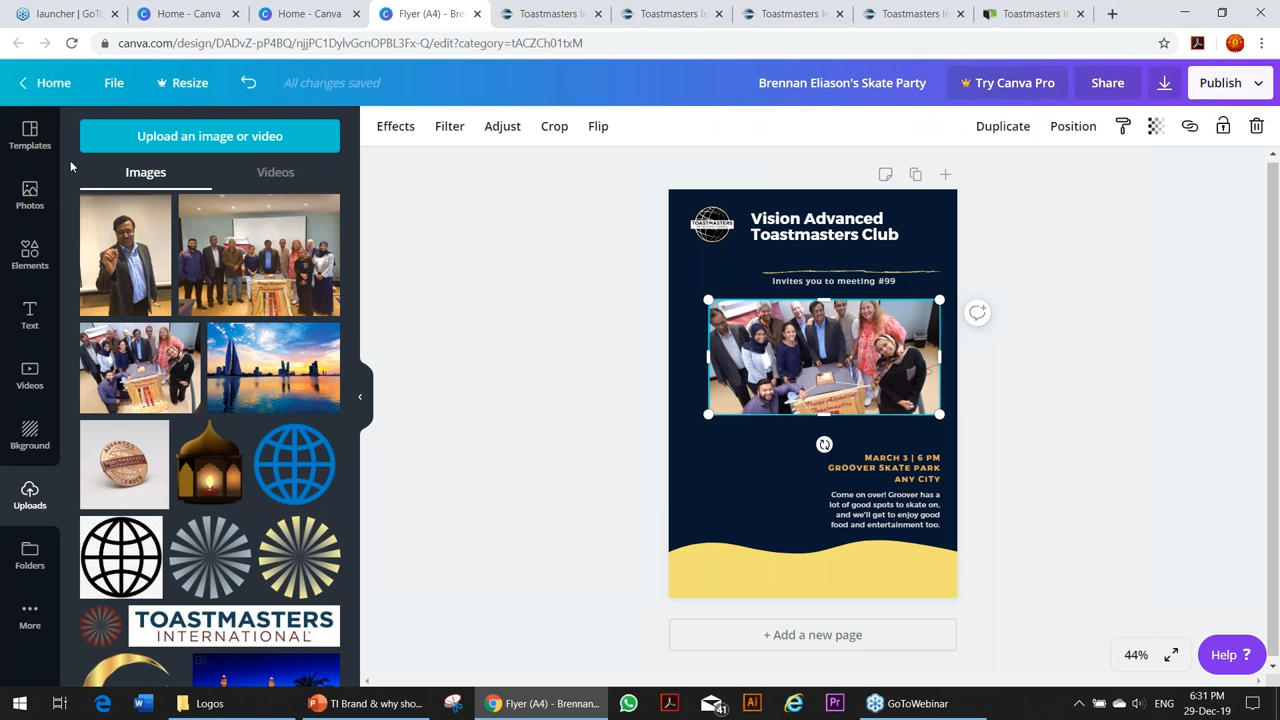 launcher | GoTo
Home - Canva
Home - Canva
Flyer (A4) - Bre
Toastmasters In
Toastmasters In
Toastmasters In
Toastmasters In
Toastmasters In
canva.com/design/DADvZ-pP4BQ/njjPC1DylvGcnOPBL3Fx-Q/edit?category=tACZCh01txM
Home
File
Resize
All changes saved
Brennan Eliason's Skate Party
Try Canva Pro
Share
Publish
Templates
Photos
Elements
Text
Videos
Bkground
Uploads
Folders
More
Upload an image or video
Images
Videos
TOASTMASTERS
INTERNATIONAL
Effects
Filter
Adjust
Crop
Flip
Duplicate
Position
TOASTMASTERS
Vision Advanced
Toastmasters Club
Invites you to meeting #99
MARCH 3 | 6 PM
GROOVER SKATE PARK
ANY CITY
Come on over! Groover has a
lot of good spots to skate on,
and we'll get to enjoy good
food and entertainment too.
+ Add a new page
44%
Help ?
Logos
TI Brand & why sho...
Flyer (A4) - Brennan...
41
Ai
Pr
GoToWebinar
ENG
6:31 PM
29-Dec-19